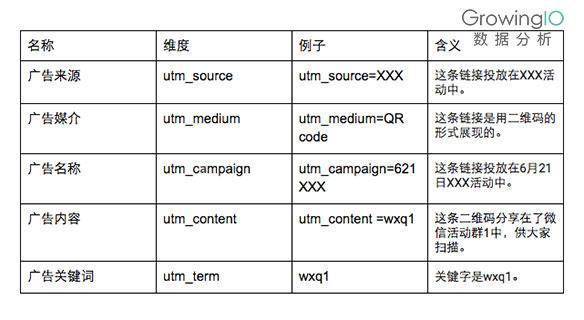 GrowingIO
数据分析
名称 维度 例子 含义
广告来源 utm_source utm_source=XXX 这条链接投放在XXX活
动中。
广告媒介 utm_medium utm_medium=QR 这条链接是用二维码的
code 形式展现的。
广告名称 utm_campaign utm_campaign=621 这条链接投放在6月21
XXX 日XXX活动中。
广告内容 utm_content utm_content =wxq1 这条二维码分享在了微
信活动群1中，供大家
扫描。
广告关键词 utm_term wxq1 关键字是wxq1。